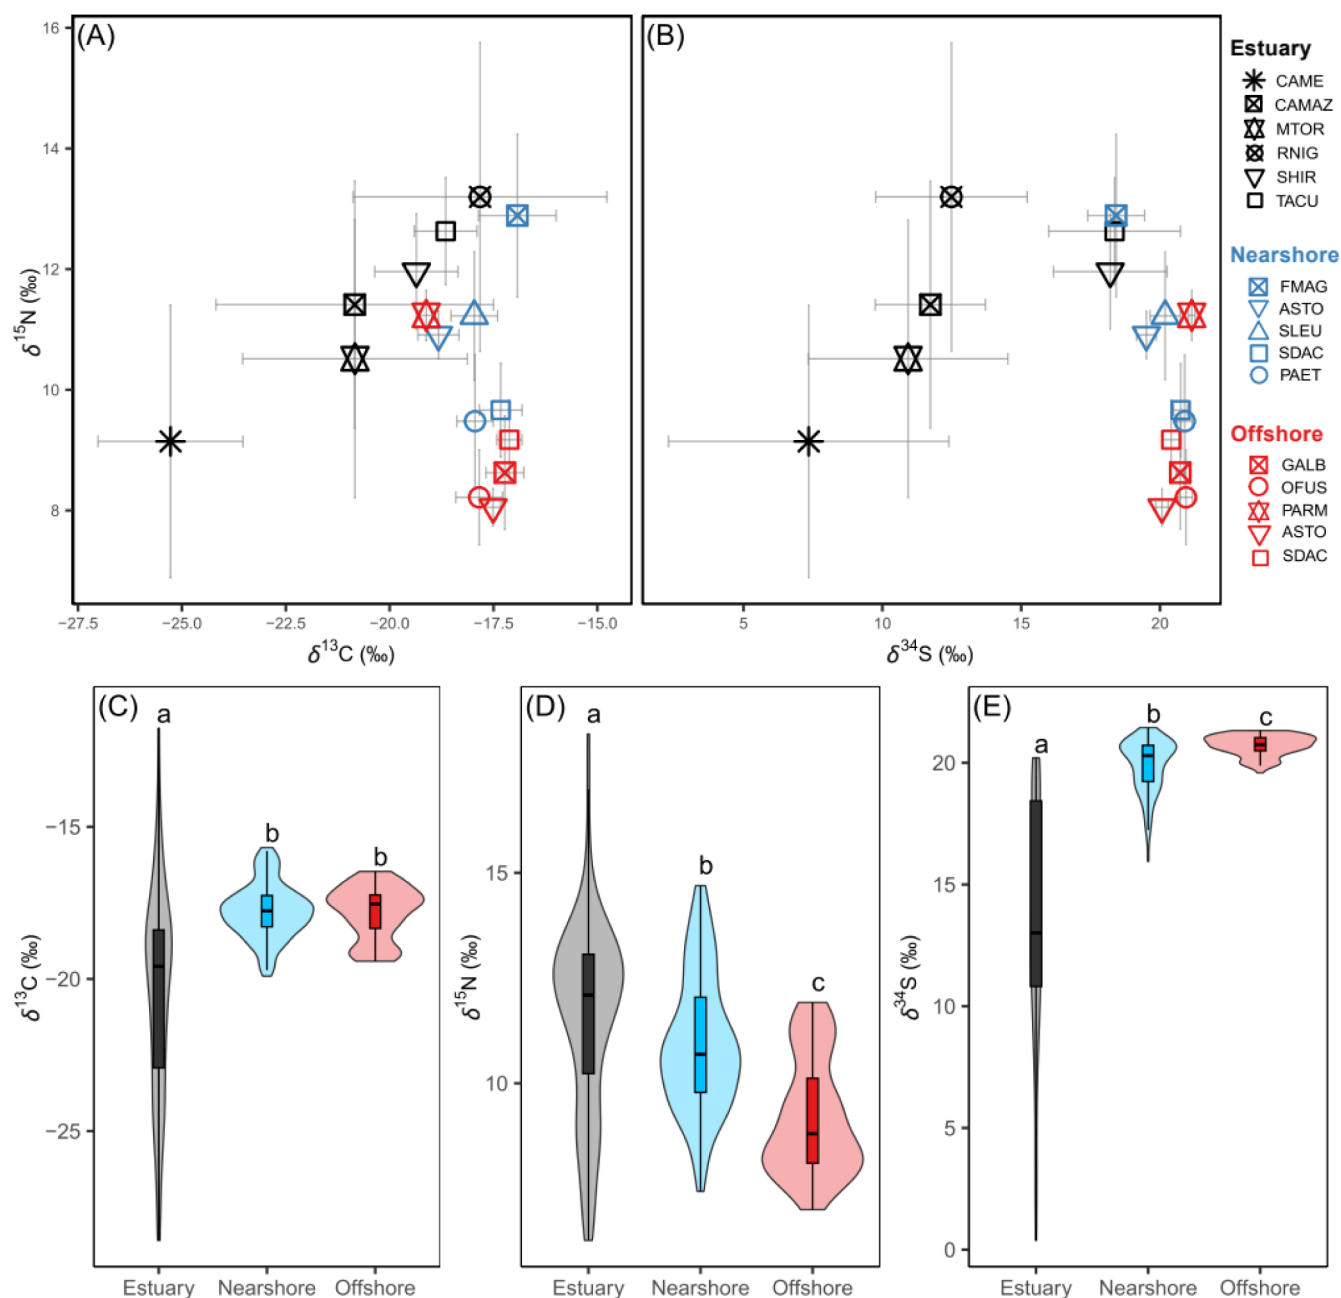 (A)
(B)
16
14
12
10
8
δ15N (‰)
−27.5
−25.0
−22.5
−20.0
−17.5
−15.0
δ13C (‰)
5
10
15
20
δ34S (‰)
Estuary
CAME
CAMAZ
MTOR
RNIG
SHIR
TACU
Nearshore
FMAG
ASTO
SLEU
SDAC
PAET
Offshore
GALB
OFUS
PARM
ASTO
SDAC
(C)
a
b
b
−15
−20
−25
δ13C (‰)
Estuary
Nearshore
Offshore
(D)
a
b
c
15
10
δ15N (‰)
Estuary
Nearshore
Offshore
(E)
a
b
c
20
15
10
5
0
δ34S (‰)
Estuary
Nearshore
Offshore